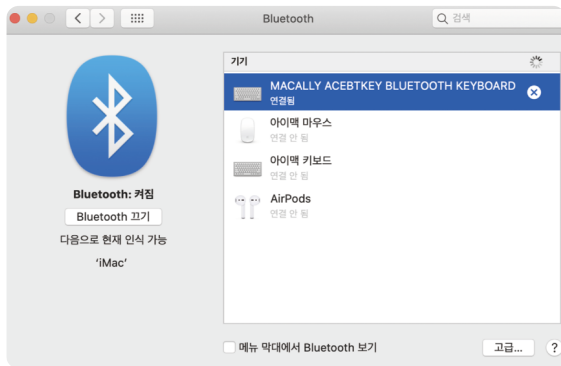 Bluetooth
검색
Bluetooth: 켜짐
Bluetooth 끄기
다음으로 현재 인식 가능
‘iMac’
기기
MACALLY ACEBTKEY BLUETOOTH KEYBOARD
연결됨
아이맥 마우스
연결 안 됨
아이맥 키보드
연결 안 됨
AirPods
연결 안 됨
메뉴 막대에서 Bluetooth 보기
고급...
?